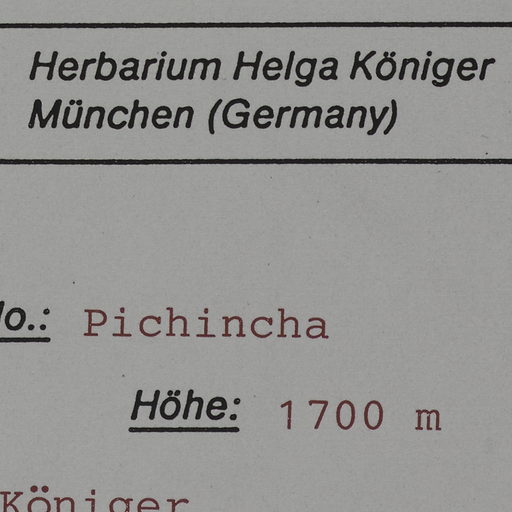 Herbarium Helga Königer
München (Germany)
Pichincha
Höhe: 1700 m
Königer